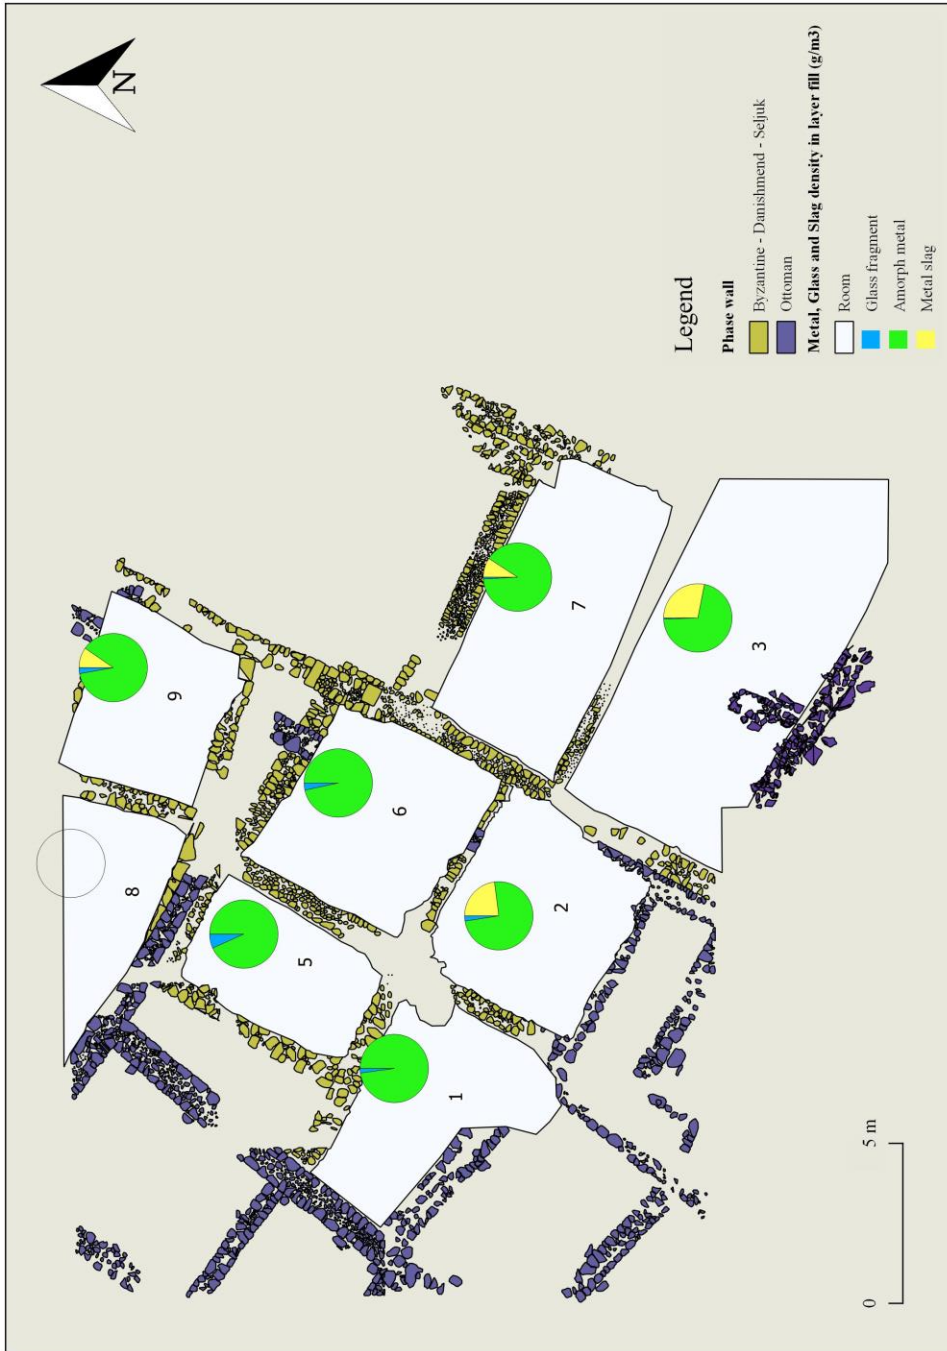 N
Legend
Phase wall
Byzantine - Danishmend - Seljuk
Ottoman
Metal, Glass and Slag density in layer fill (g/m3)
Room
Glass fragment
Amorph metal
Metal slag
8
9
5
6
7
1
2
3
0 5 m